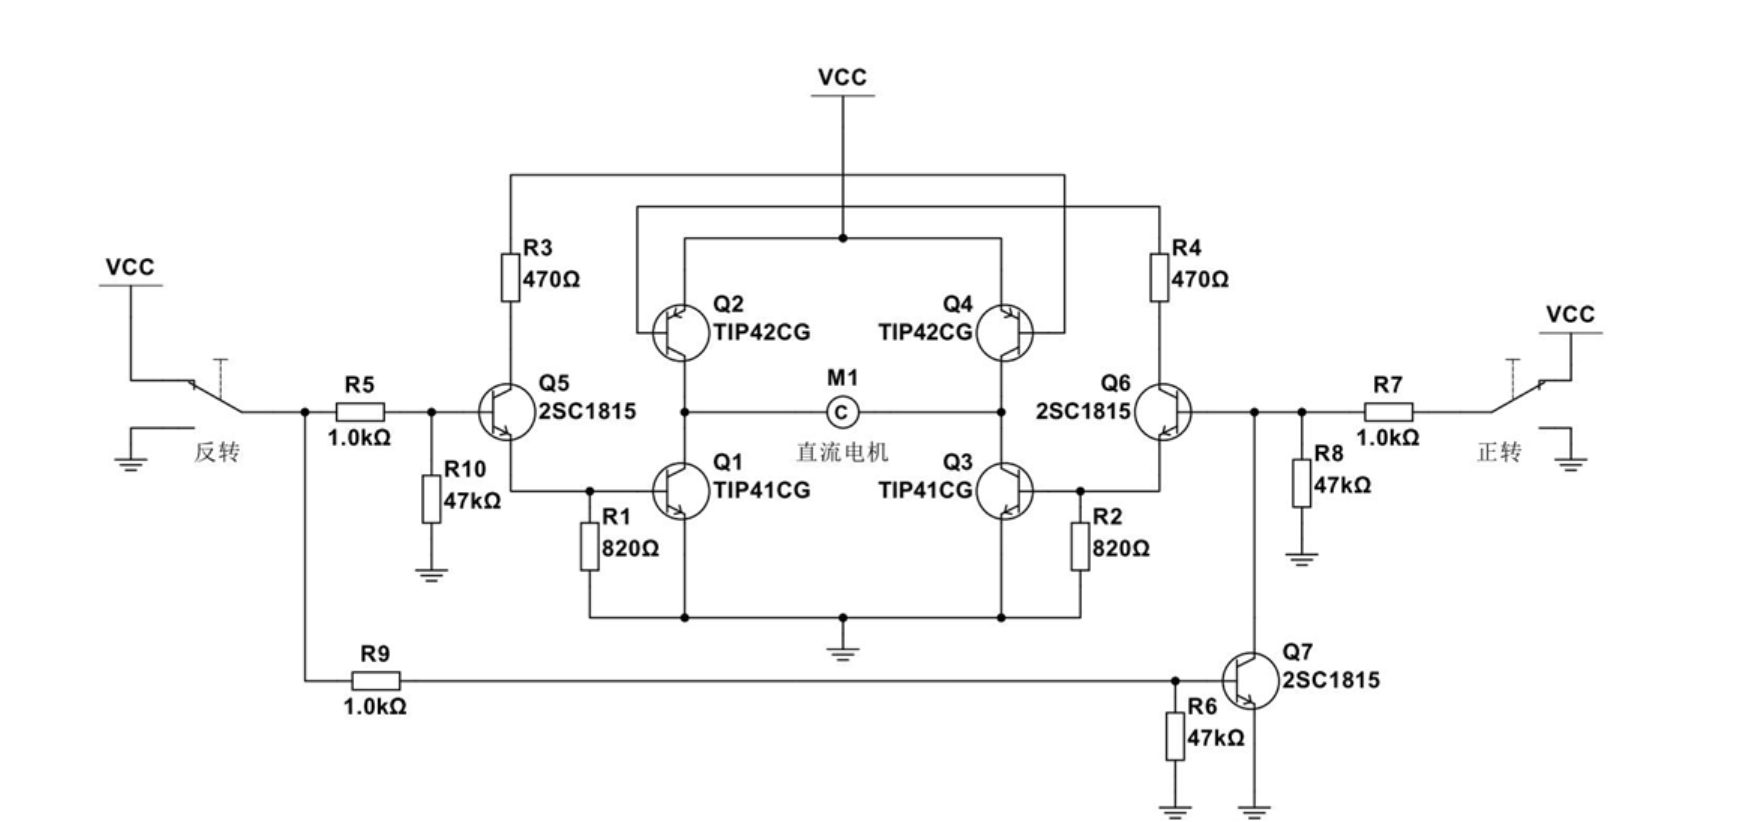 VCC
R3
470Ω
R4
470Ω
VCC
Q2
TIP42CG
Q4
TIP42CG
VCC
R5
1.0kΩ
Q5
2SC1815
M1
C
直流电机
Q6
2SC1815
R7
1.0kΩ
反转
正转
R10
47kΩ
Q1
TIP41CG
Q3
TIP41CG
R8
47kΩ
R1
820Ω
R2
820Ω
R9
1.0kΩ
Q7
2SC1815
R6
47kΩ